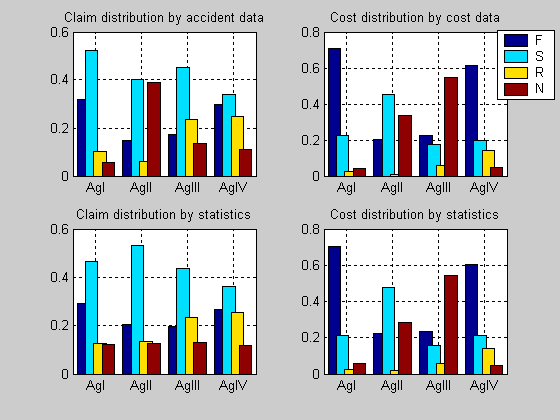 Claim distribution by accident data
0.6
0.4
0.2
0
AgI AgII AgIII AgIV
Cost distribution by cost data
0.8
0.6
0.4
0.2
0
AgI AgII AgIII AgIV
F
S
R
N
Claim distribution by statistics
0.6
0.4
0.2
0
AgI AgII AgIII AgIV
Cost distribution by statistics
0.8
0.6
0.4
0.2
0
AgI AgII AgIII AgIV